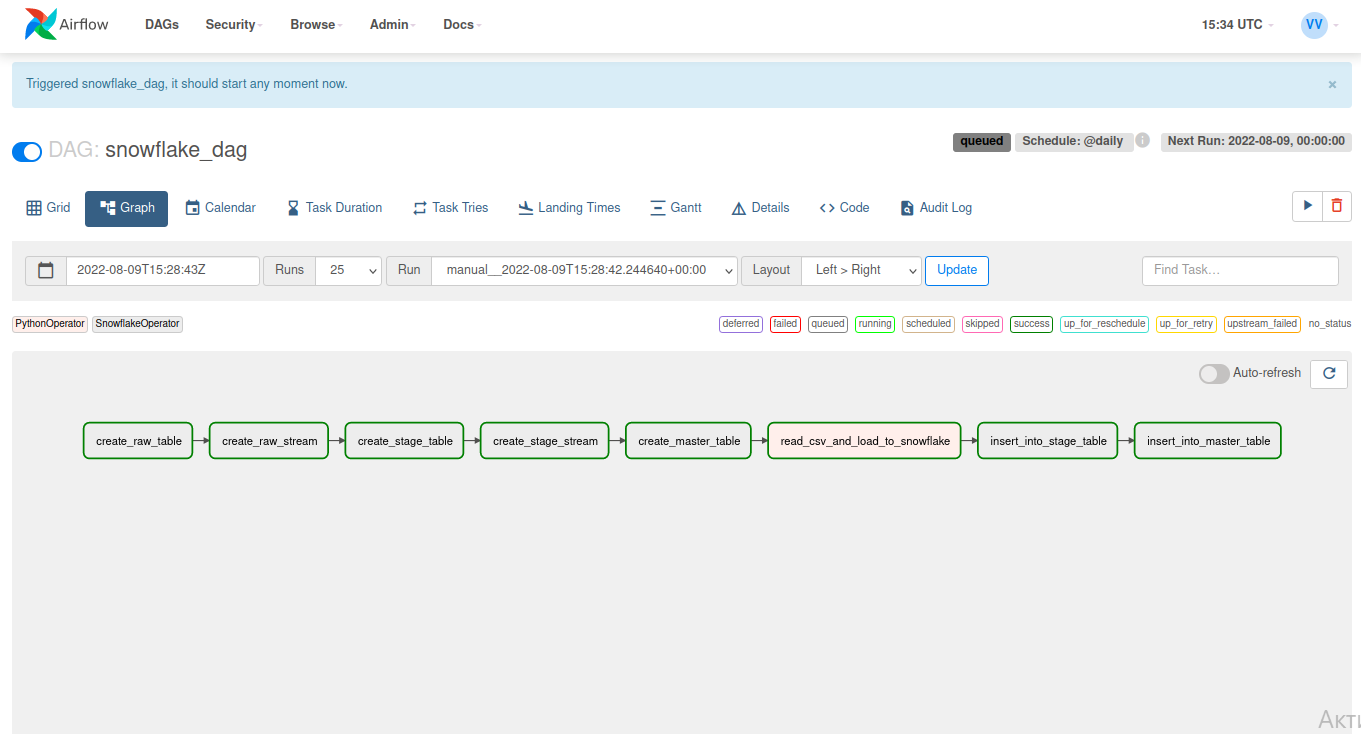 Airflow DAGs Security Browse Admin Docs 15:34 UTC VV
Triggered snowflake_dag, it should start any moment now. ×
DAG: snowflake_dag queued Schedule: @daily Next Run: 2022-08-09, 00:00:00
Grid Graph Calendar Task Duration Task Tries Landing Times Gantt Details Code Audit Log
2022-08-09T15:28:43Z Runs 25 Run manual__2022-08-09T15:28:42.244640+00:00 Layout Left > Right Update Find Task...
PythonOperator SnowflakeOperator deferred failed queued running scheduled skipped success up_for_reschedule up_for_retry upstream_failed no_status
Auto-refresh
create_raw_table create_raw_stream create_stage_table create_stage_stream create_master_table read_csv_and_load_to_snowflake insert_into_stage_table insert_into_master_table